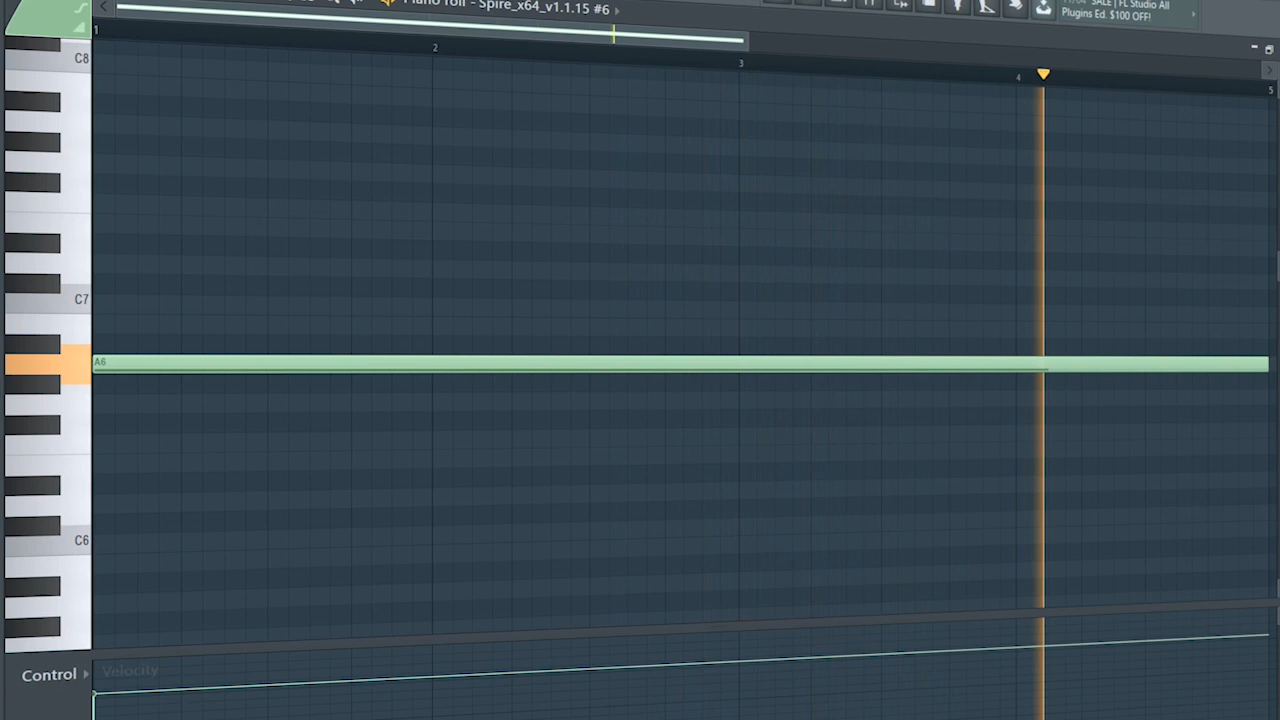 Piano roll - Spire_x64_v1.1.15 #6
SALE | FL Studio All
Plugins Ed. $100 OFF!
1
2
3
4
5
C8
C7
A6
C6
Control
Velocity